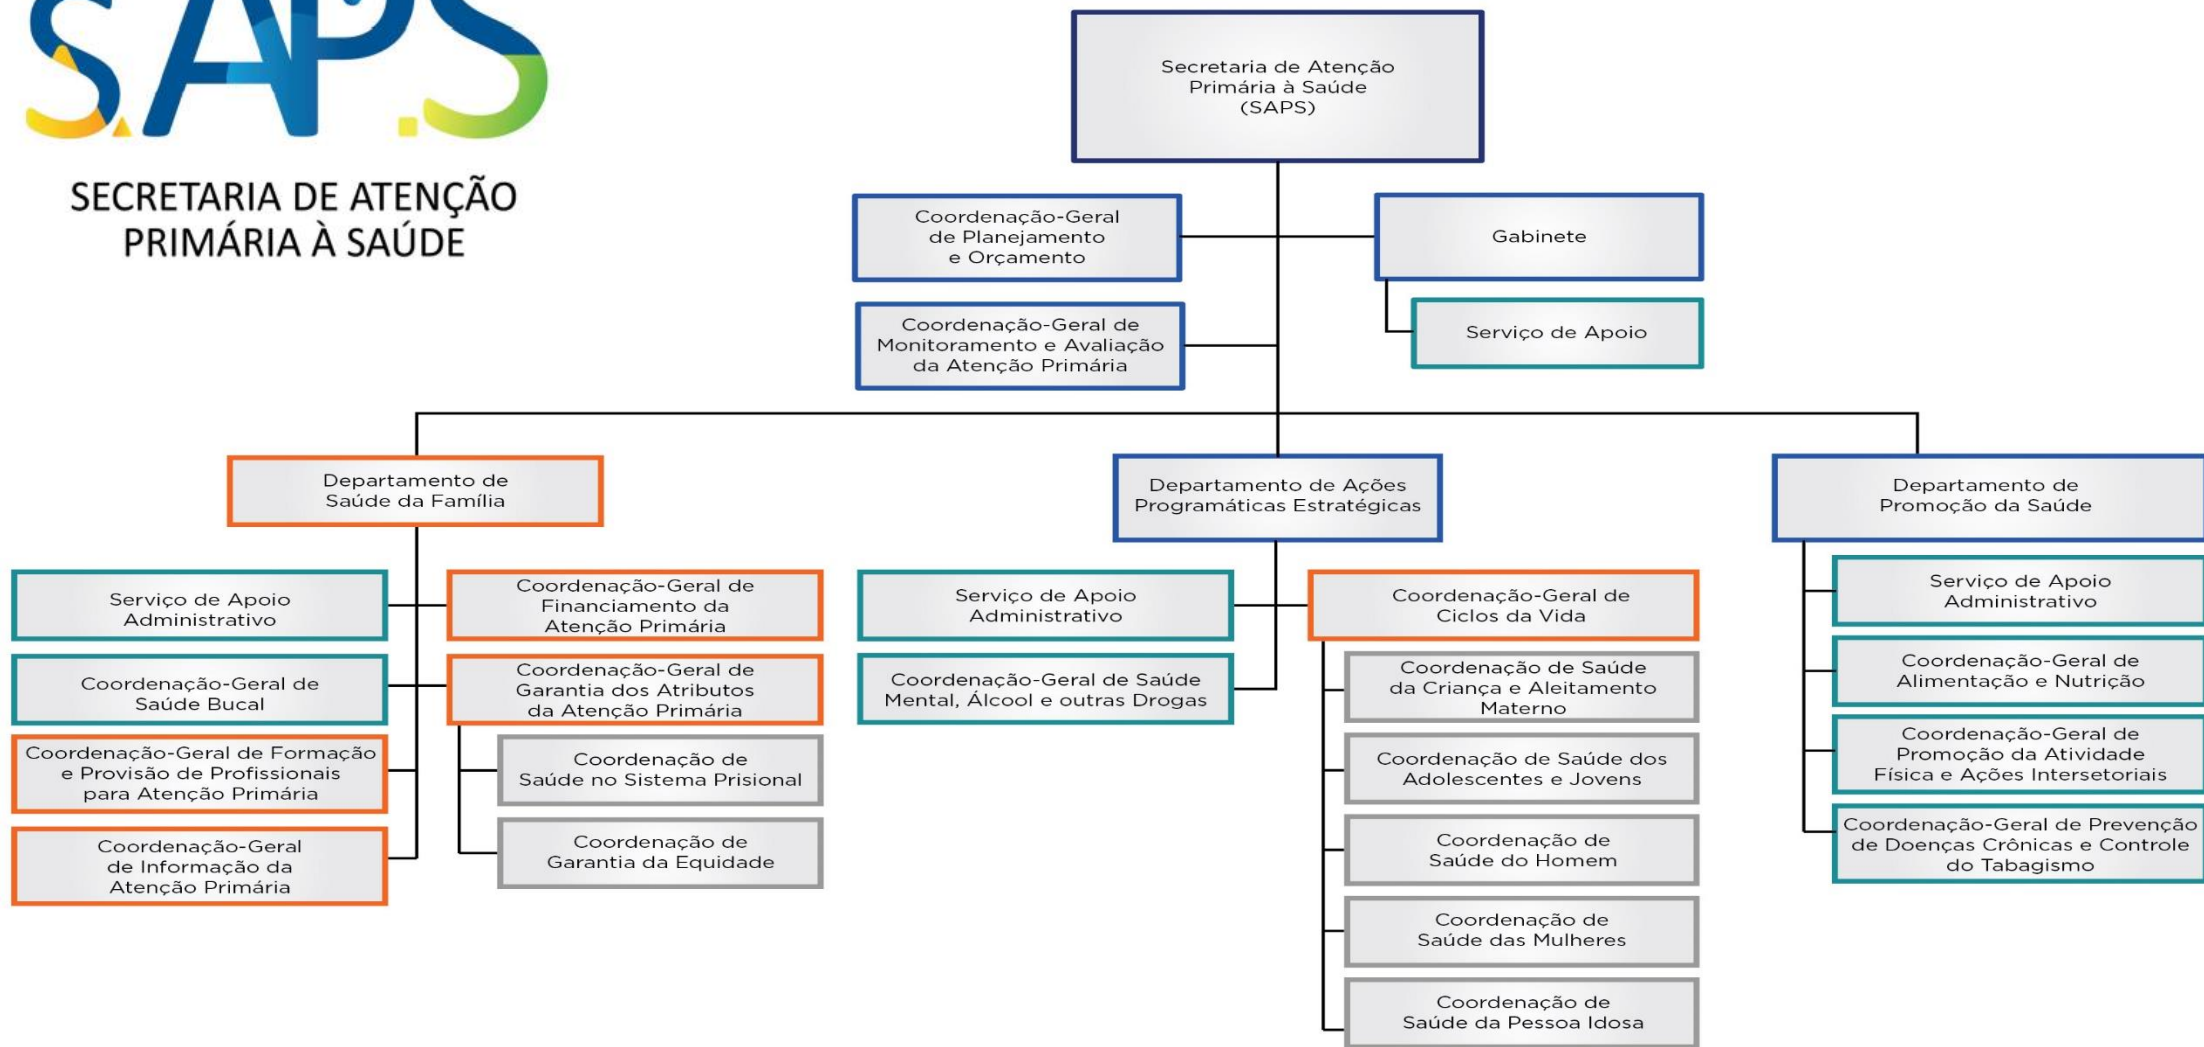 S.AP.S
SECRETARIA DE ATENÇÃO
PRIMÁRIA À SAÚDE
Secretaria de Atenção
Primária à Saúde
(SAPS)
Coordenação-Geral
de Planejamento
e Orçamento
Gabinete
Coordenação-Geral de
Monitoramento e Avaliação
da Atenção Primária
Serviço de Apoio
Departamento de
Saúde da Família
Serviço de Apoio
Administrativo
Coordenação-Geral de
Financiamento da
Atenção Primária
Coordenação-Geral de
Saúde Bucal
Coordenação-Geral de
Garantia dos Atributos
da Atenção Primária
Coordenação-Geral de Formação
e Provisão de Profissionais
para Atenção Primária
Coordenação de
Saúde no Sistema Prisional
Coordenação-Geral
de Informação da
Atenção Primária
Coordenação de
Garantia da Equidade
Departamento de Ações
Programáticas Estratégicas
Serviço de Apoio
Administrativo
Coordenação-Geral de
Ciclos da Vida
Coordenação-Geral de Saúde
Mental, Álcool e outras Drogas
Coordenação de Saúde
da Criança e Aleitamento
Materno
Coordenação de Saúde dos
Adolescentes e Jovens
Coordenação de
Saúde do Homem
Coordenação de
Saúde das Mulheres
Coordenação de
Saúde da Pessoa Idosa
Departamento de
Promoção da Saúde
Serviço de Apoio
Administrativo
Coordenação-Geral de
Alimentação e Nutrição
Coordenação-Geral de
Promoção da Atividade
Física e Ações Intersetoriais
Coordenação-Geral de Prevenção
de Doenças Crônicas e Controle
do Tabagismo